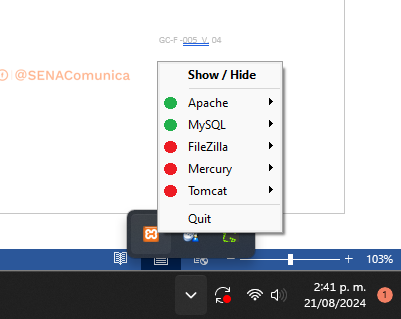 GC-F -005 V. 04
@SENAComunica
Show / Hide
Apache
MySQL
FileZilla
Mercury
Tomcat
Quit
103%
2:41 p. m.
21/08/2024
1